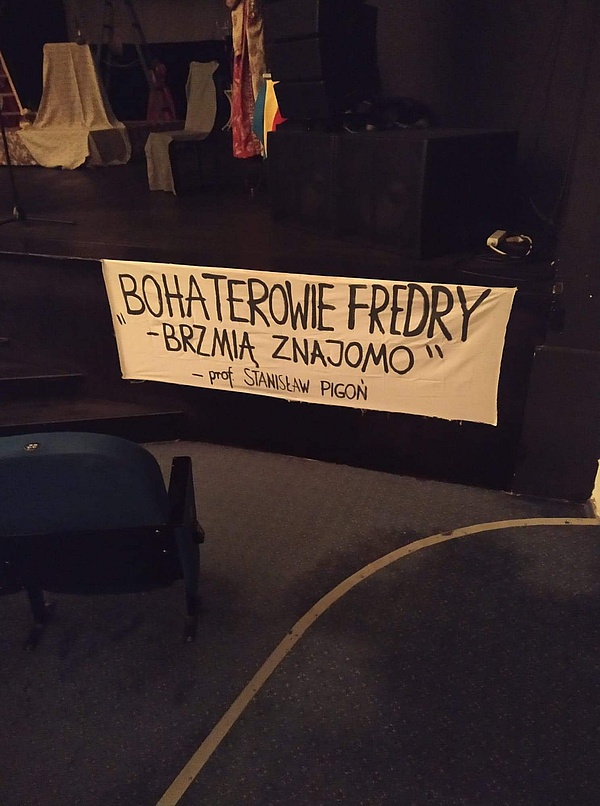 „BOHATEROWIE FREDRY
-BRZMIĄ ZNAJOMO"
- prof. STANISŁAW PIGOŃ